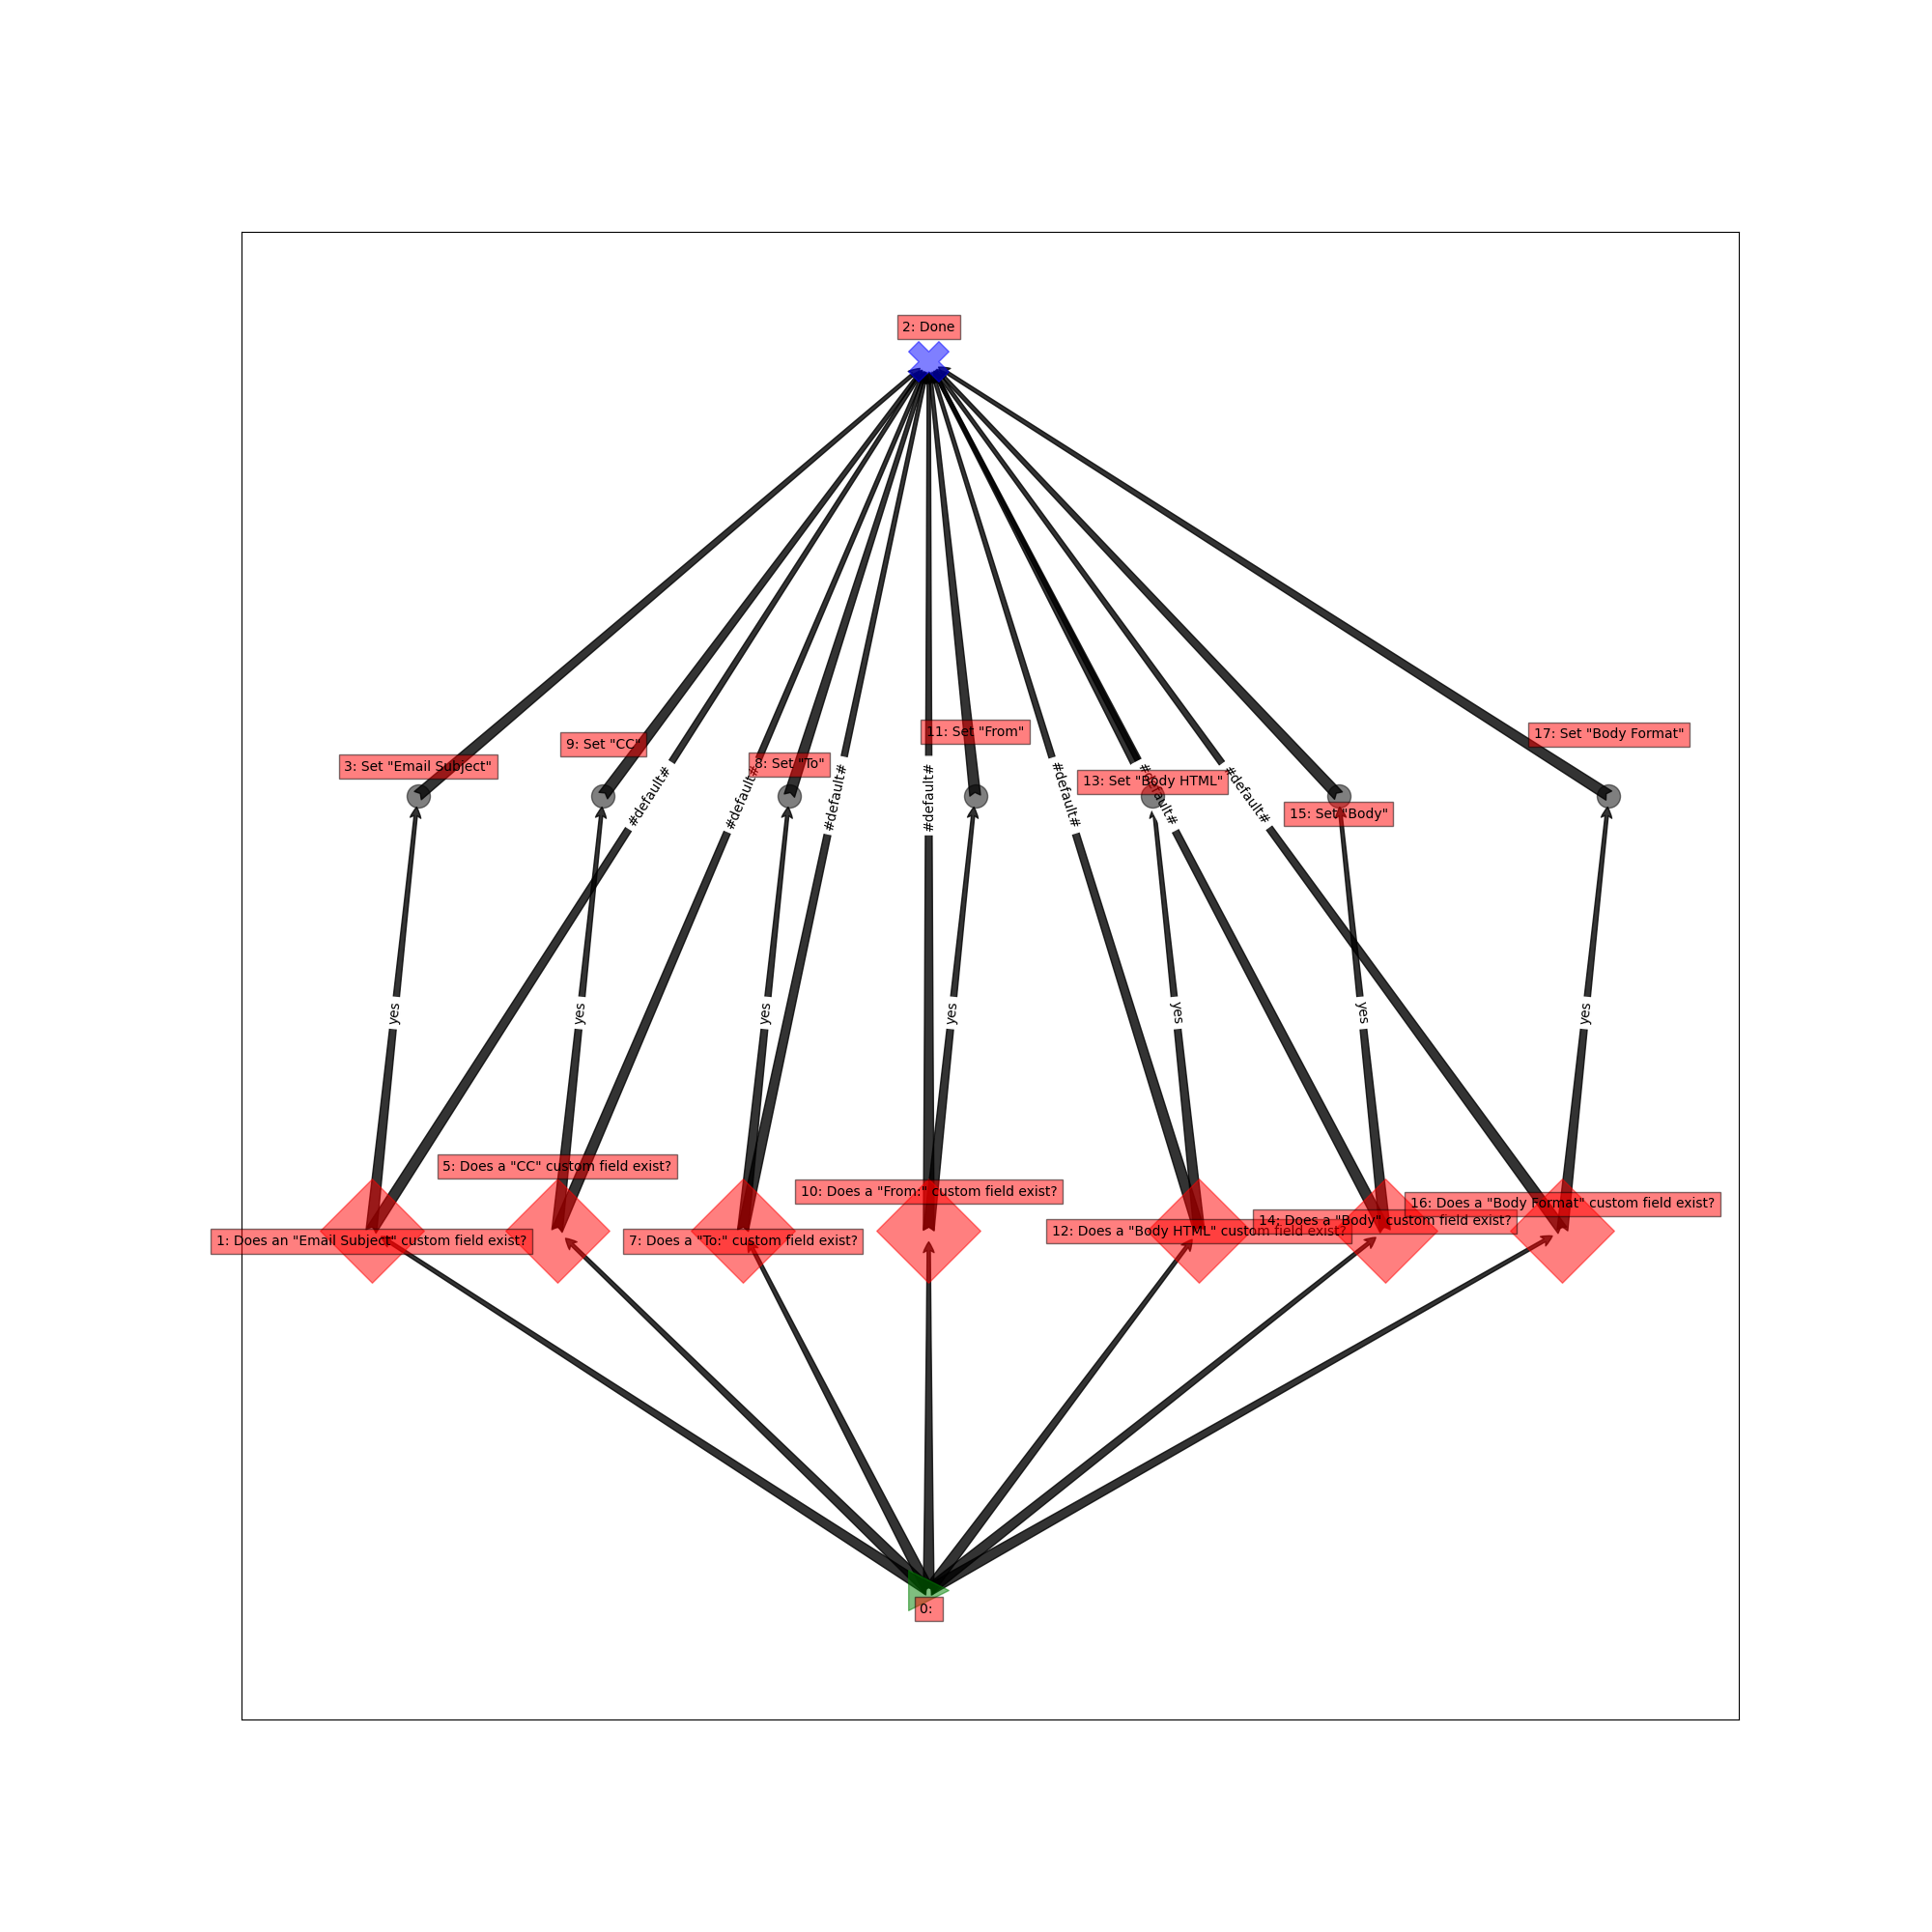 2: Done
11: Set "From"
17: Set "Body Format"
9: Set "CC"
8: Set "To"
3: Set "Email Subject"
13: Set "Body HTML"
15: Set "Body"
#default#
#default#
#default#
#default#
#default#
#default#
#default#
yes
yes
yes
yes
yes
yes
yes
5: Does a "CC" custom field exist?
10: Does a "From:" custom field exist?
16: Does a "Body Format" custom field exist?
14: Does a "Body" custom field exist?
12: Does a "Body HTML" custom field exist?
1: Does an "Email Subject" custom field exist?
7: Does a "To:" custom field exist?
0: